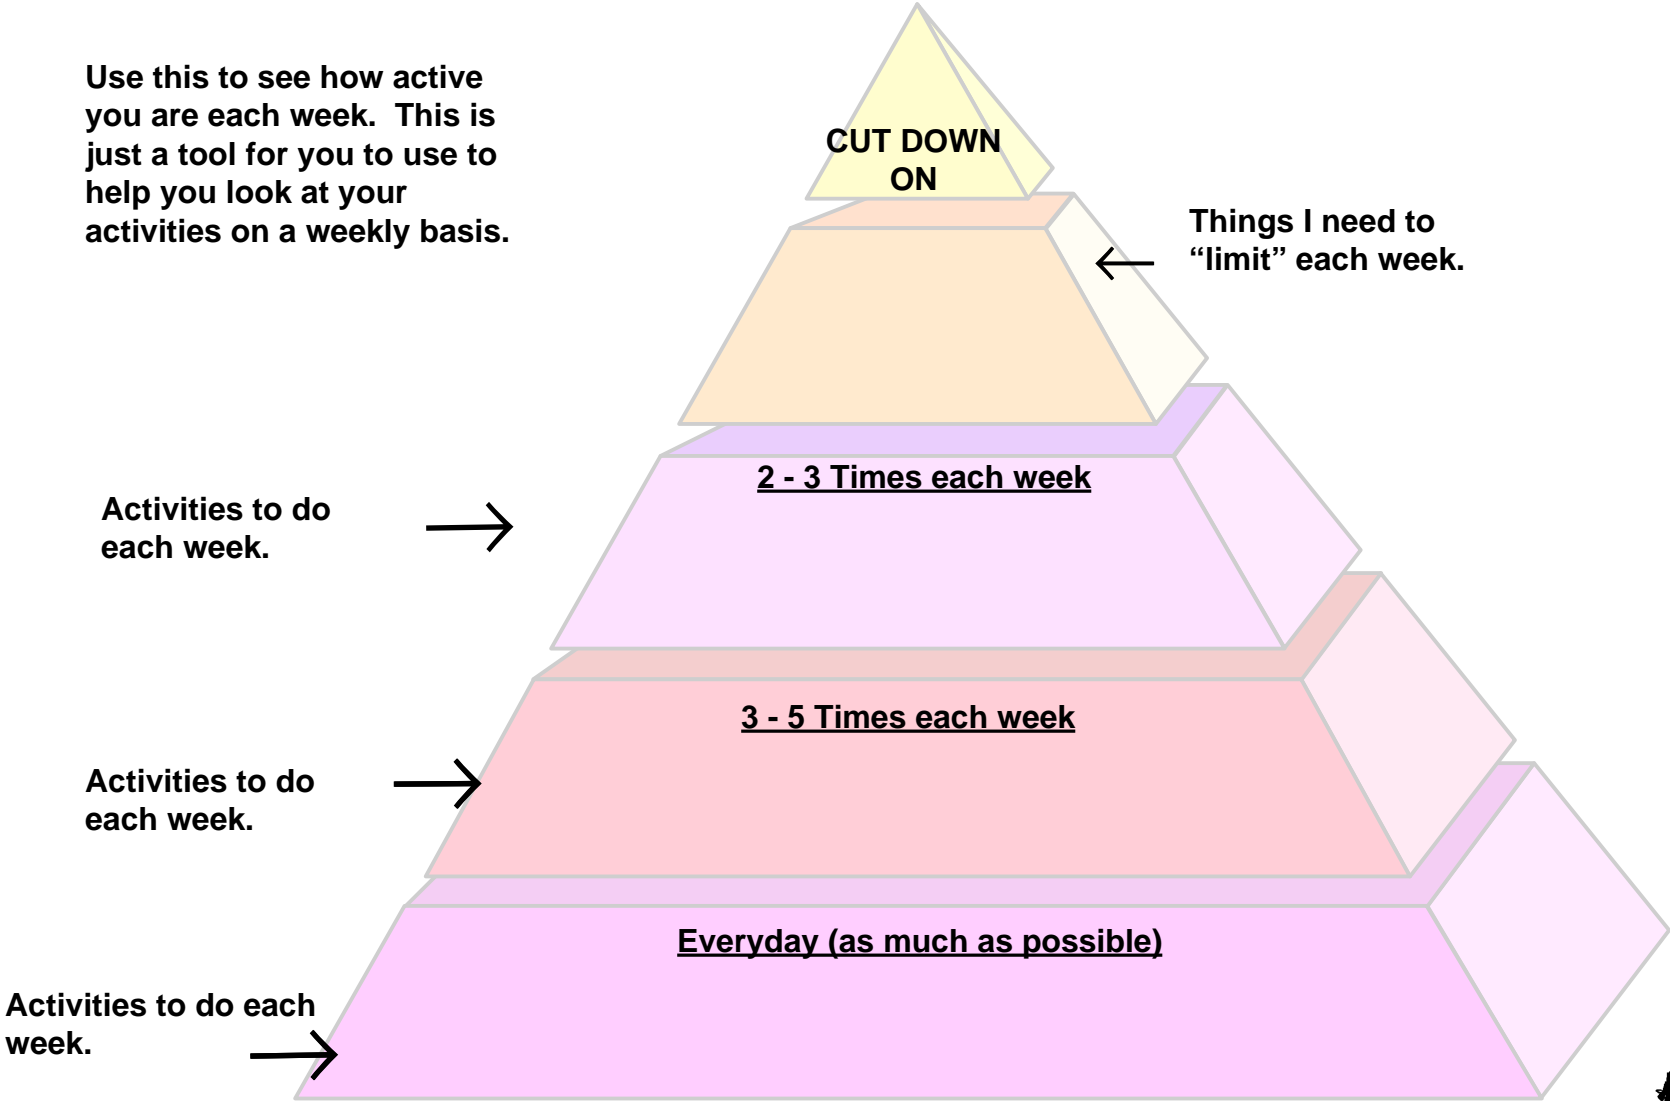 Use this to see how active
you are each week.  This is
just a tool for you to use to
help you look at your
activities on a weekly basis.
CUT DOWN
ON
Things I need to
“limit” each week.
2 - 3 Times each week
Activities to do
each week.
3 - 5 Times each week
Activities to do
each week.
Everyday (as much as possible)
Activities to do each
week.